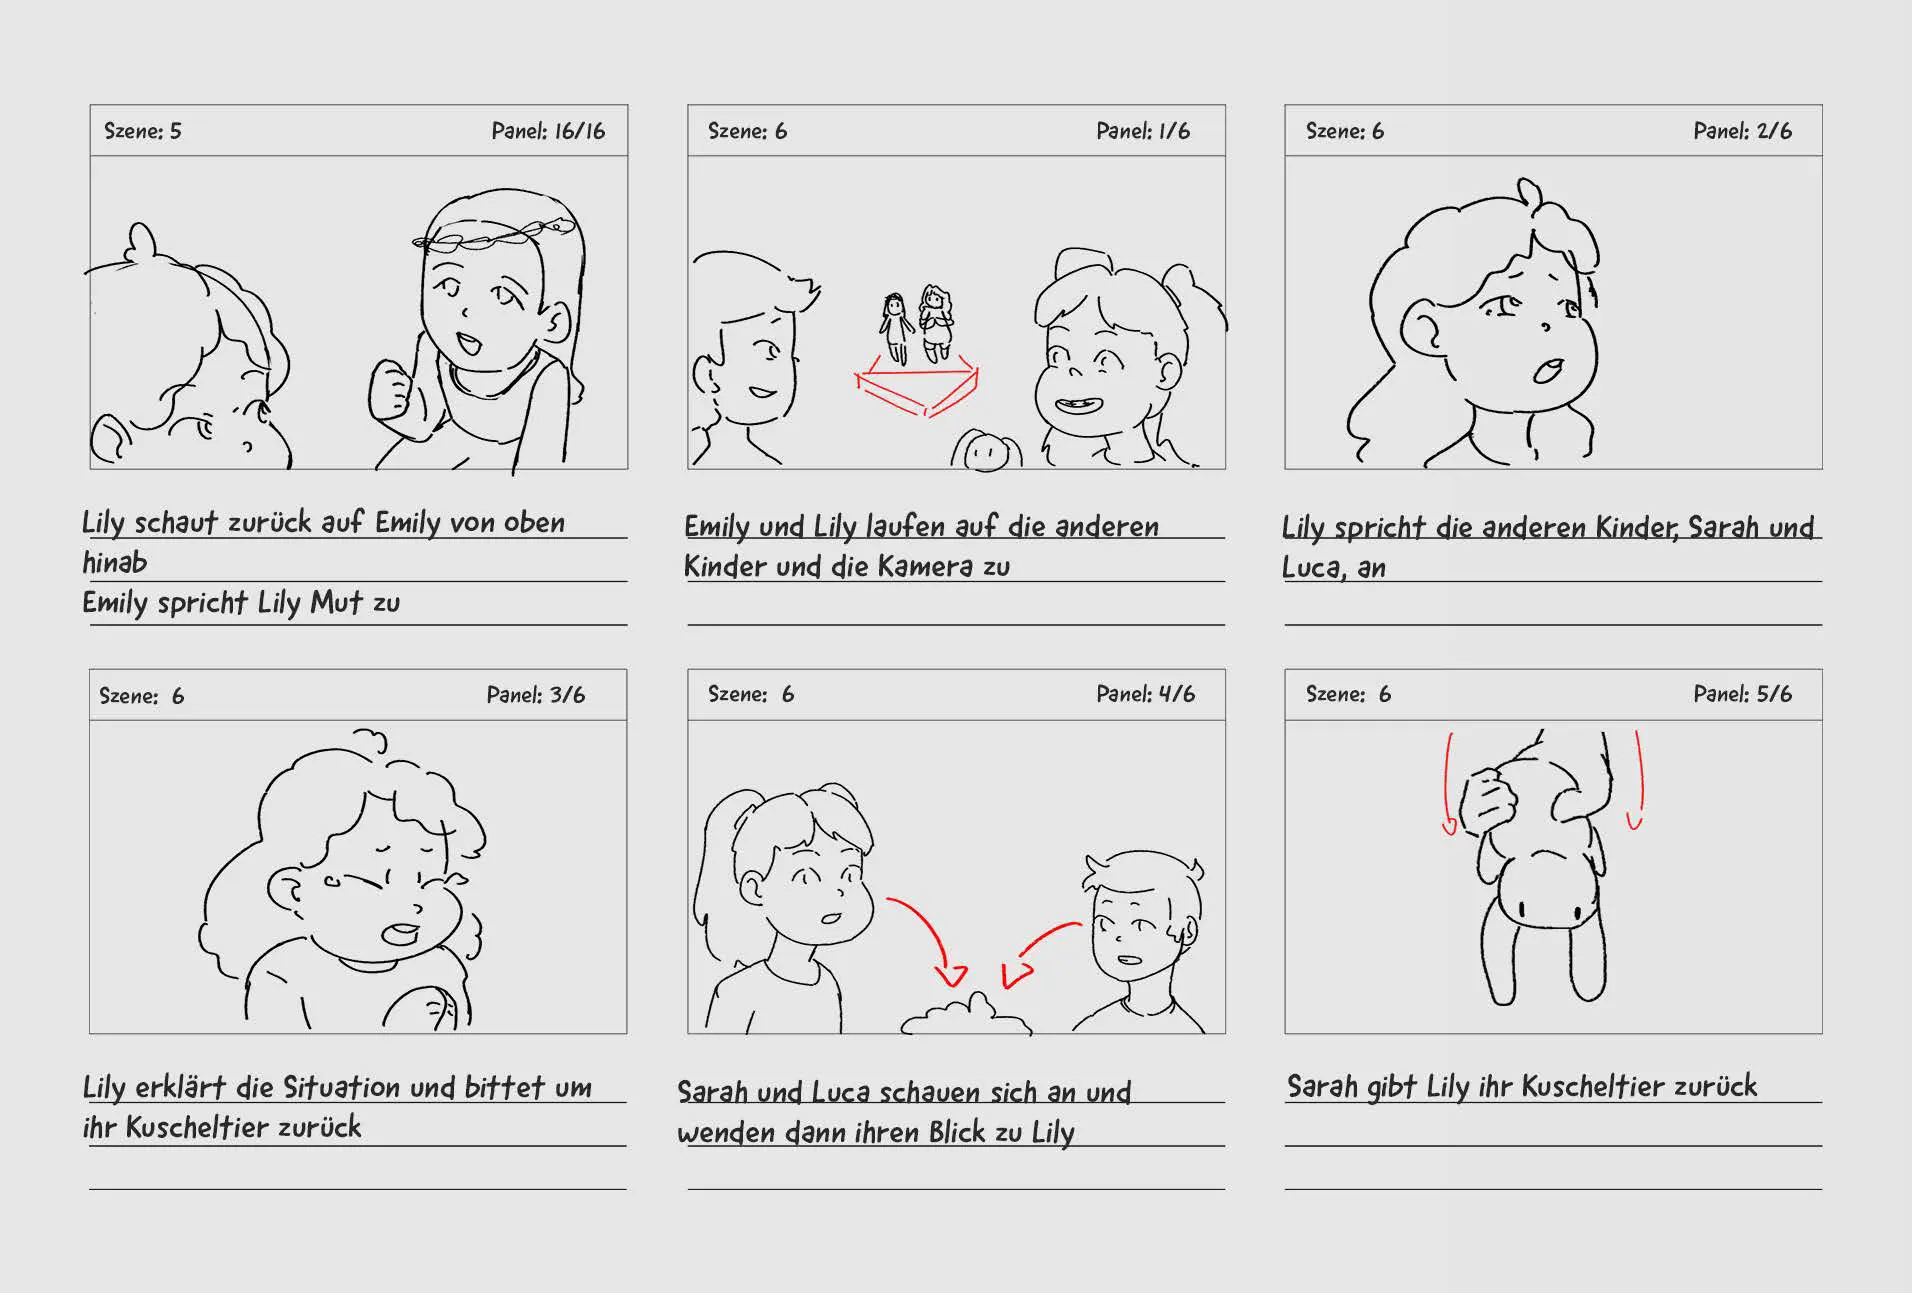 Szene: 5 Panel: 16/16
Lily schaut zurück auf Emily von oben
hinab
Emily spricht Lily Mut zu
Szene: 6 Panel: 1/6
Emily und Lily laufen auf die anderen
Kinder und die Kamera zu
Szene: 6 Panel: 2/6
Lily spricht die anderen Kinder, Sarah und
Luca, an
Szene: 6 Panel: 3/6
Lily erklärt die Situation und bittet um
ihr Kuscheltier zurück
Szene: 6 Panel: 4/6
Sarah und Luca schauen sich an und
wenden dann ihren Blick zu Lily
Szene: 6 Panel: 5/6
Sarah gibt Lily ihr Kuscheltier zurück